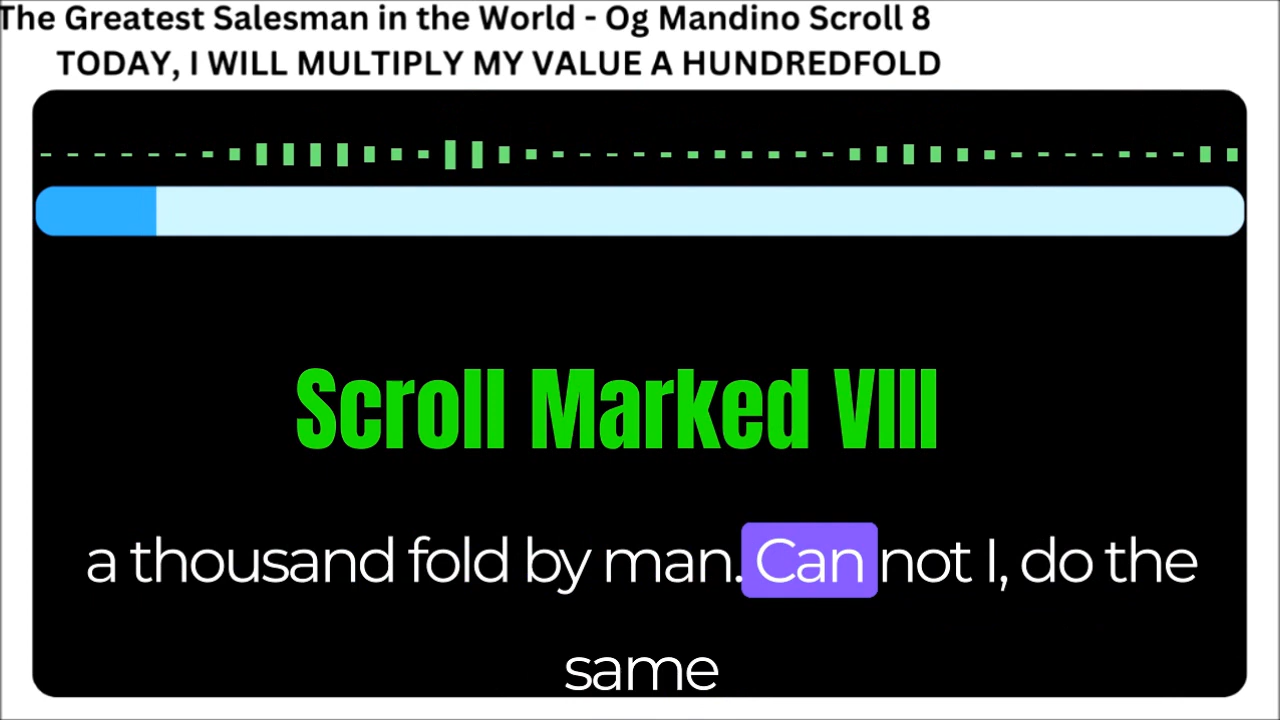 The Greatest Salesman in the World - Og Mandino Scroll 8
TODAY, I WILL MULTIPLY MY VALUE A HUNDREDFOLD
Scroll Marked VIII
a thousand fold by man. Can not I, do the
same